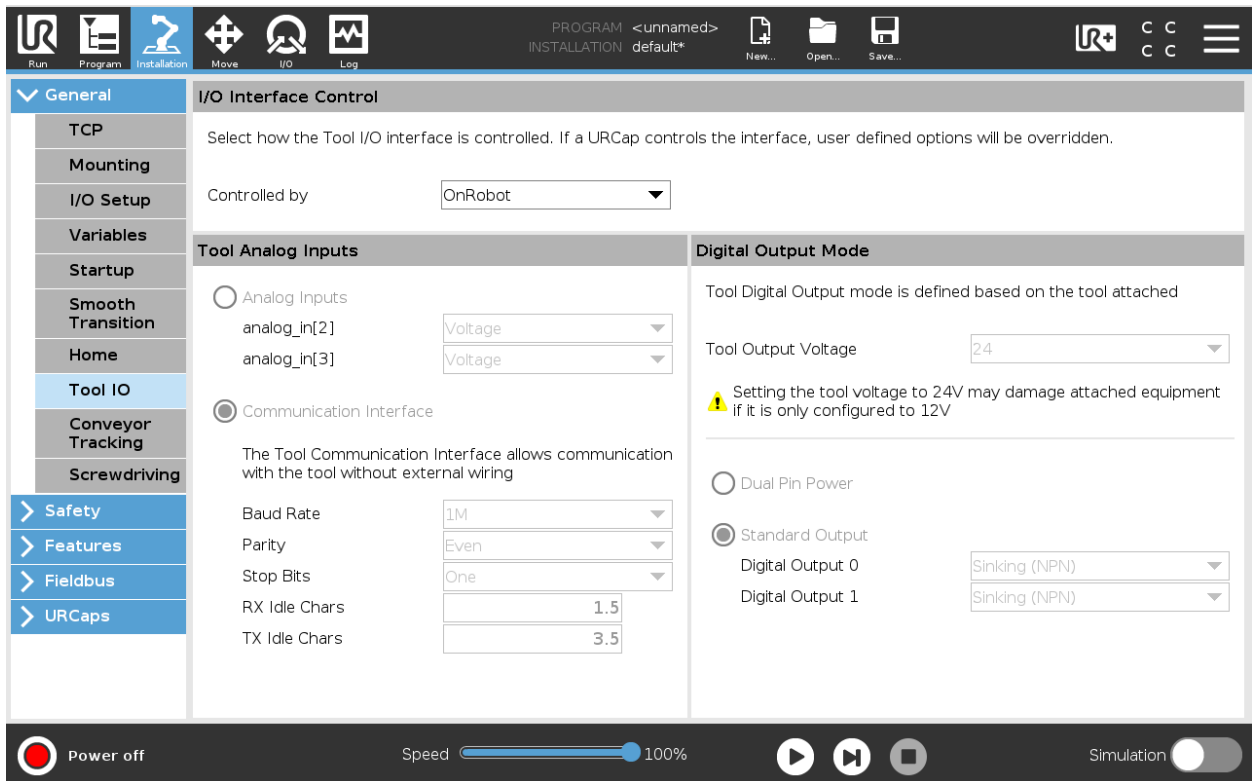 PROGRAM <unnamed>
INSTALLATION default*
Run Program Installation Move I/O Log New... Open... Save... UR+ C C
C C
General
TCP
Mounting
I/O Setup
Variables
Startup
Smooth
Transition
Home
Tool IO
Conveyor
Tracking
Screwdriving
Safety
Features
Fieldbus
URCaps
I/O Interface Control
Select how the Tool I/O interface is controlled. If a URCap controls the interface, user defined options will be overridden.
Controlled by OnRobot
Tool Analog Inputs
Analog Inputs
analog_in[2] Voltage
analog_in[3] Voltage
Communication Interface
The Tool Communication Interface allows communication
with the tool without external wiring
Baud Rate 1M
Parity Even
Stop Bits One
RX Idle Chars 1.5
TX Idle Chars 3.5
Digital Output Mode
Tool Digital Output mode is defined based on the tool attached
Tool Output Voltage 24
Setting the tool voltage to 24V may damage attached equipment
if it is only configured to 12V
Dual Pin Power
Standard Output
Digital Output 0 Sinking (NPN)
Digital Output 1 Sinking (NPN)
Power off Speed 100% Simulation